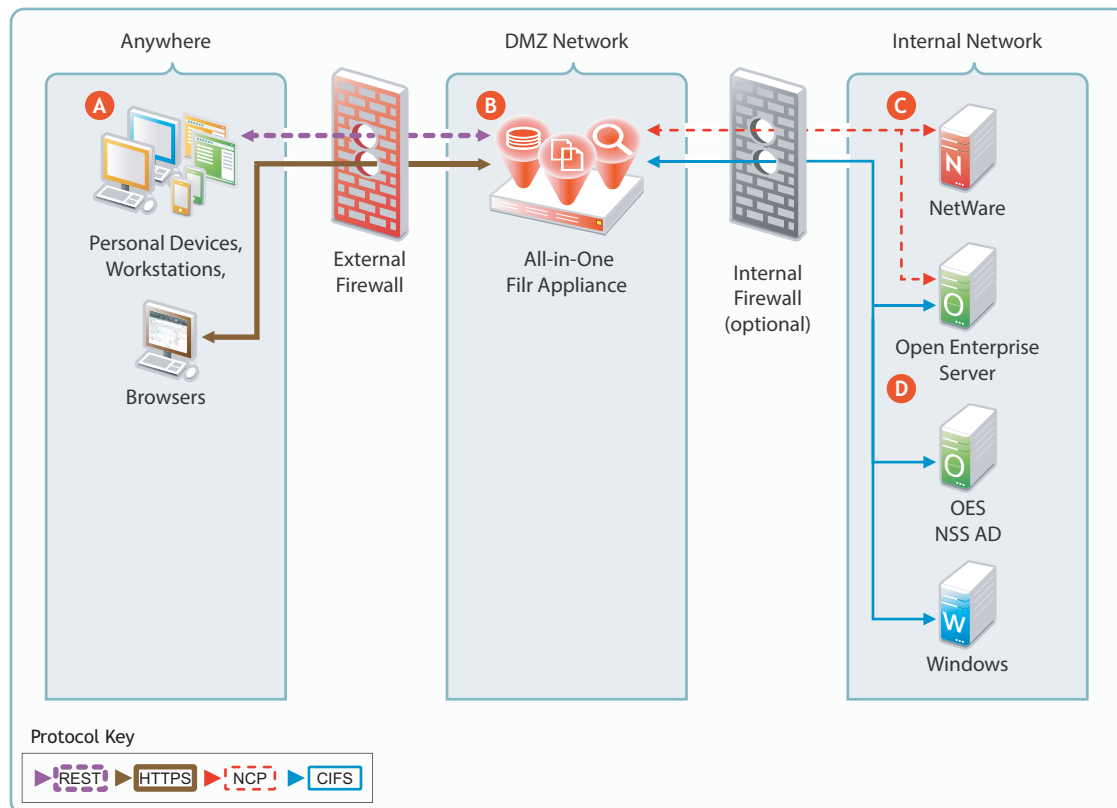 Anywhere
DMZ Network
Internal Network
A
B
C
N
NetWare
Personal Devices,
Workstations,
External
Firewall
All-in-One
Filr Appliance
Internal
Firewall
(optional)
O
Open Enterprise
Server
Browsers
D
O
OES
NSS AD
W
Windows
Protocol Key
REST
HTTPS
NCP
CIFS